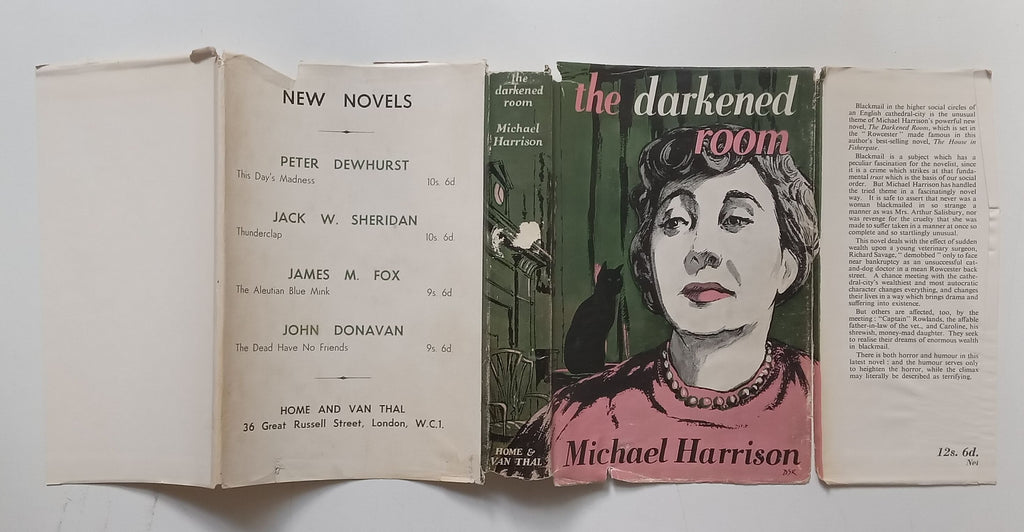 NEW NOVELS
PETER DEWHURST
This Day's Madness 10s. 6d
JACK W. SHERIDAN
Thunderclap 10s. 6d.
JAMES M. FOX
The Aleutian Blue Mink 9s. 6d
JOHN DONAVAN
The Dead Have No Friends 9s. 6d.
HOME AND VAN THAL
36 Great Russell Street, London, W.C.1.
the
darkened
room
Michael
Harrison
HOME &
VAN THAL
the darkened
room
Michael Harrison
Blackmail in the higher social circles of
an English cathedral-city is the unusual
theme of Michael Harrison's powerful new
novel, The Darkened Room, which is set in
the "Rowcester" made famous in this
author's best-selling novel, The House in
Fishergate.
Blackmail is a subject which has a
peculiar fascination for the novelist, since
it is a crime which strikes at that funda-
mental trust which is the basis of our social
order. But Michael Harrison has handled
the tried theme in a fascinatingly novel
way. It is safe to assert that never was a
woman blackmailed in so strange a
manner as was Mrs. Arthur Salisbury, nor
was revenge for the cruelty that she was
made to suffer taken in a manner at once so
complete and so startlingly unusual.
This novel deals with the effect of sudden
wealth upon a young veterinary surgeon,
Richard Savage, "demobbed" only to face
near bankruptcy as an unsuccessful cat-
and-dog doctor in a mean Rowcester back
street. A chance meeting with the cathe-
dral-city's wealthiest and most autocratic
character changes everything, and changes
their lives in a way which brings drama and
suffering into existence.
But others are affected, too, by the
meeting: "Captain" Rowlands, the affable
father-in-law of the vet., and Caroline, his
shrewish, money-mad daughter. They seek
to realise their dreams of enormous wealth
in blackmail.
There is both horror and humour in this
latest novel: and the humour serves only
to heighten the horror, while the climax
may literally be described as terrifying.
12s. 6d.
Net